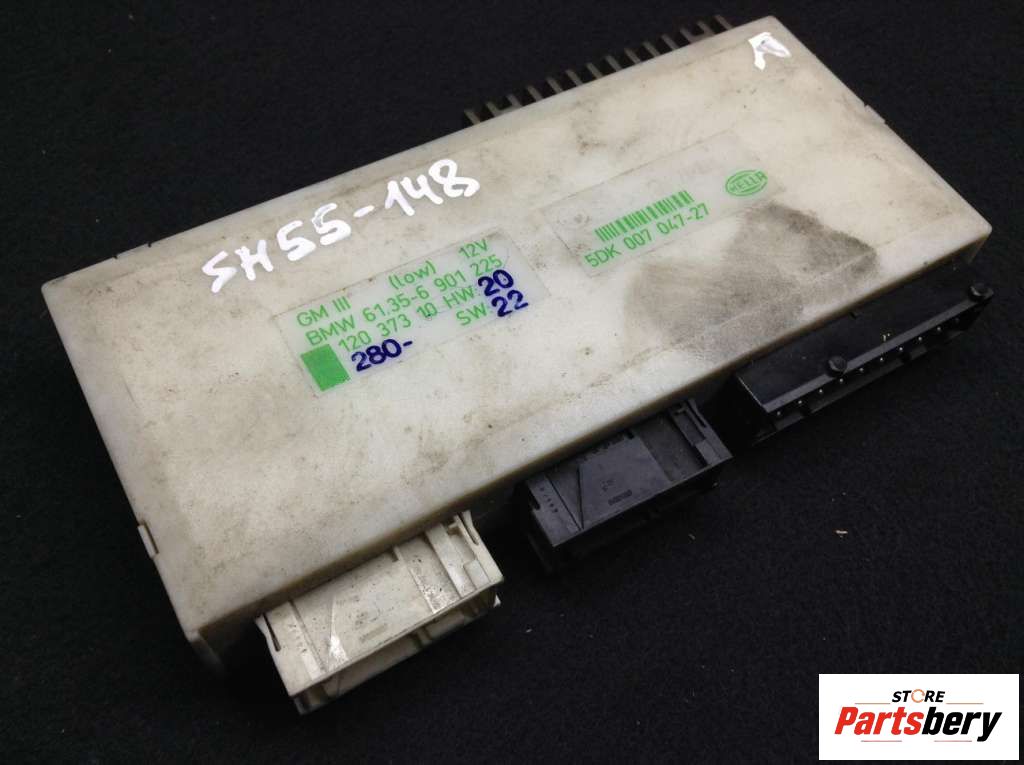 SH55-148
GM III (low) 12V
BMW 61.35-6 901 225
120 373 10 HW-20
SW-22
280-
HELLA
5DK 007 047-27
STORE
Partsbery